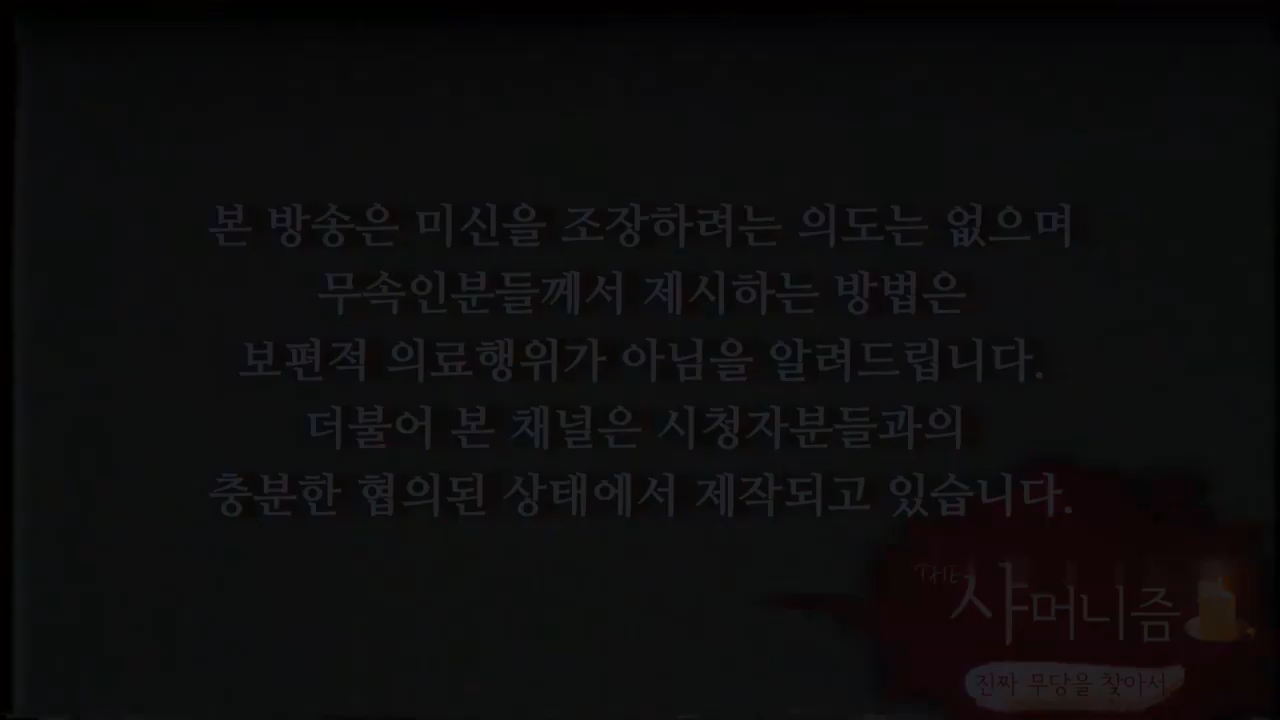 본 방송은 미신을 조장하려는 의도는 없으며
무속인분들께서 제시하는 방법은
보편적 의료행위가 아님을 알려드립니다.
더불어 본 채널은 시청자분들과의
충분한 협의된 상태에서 제작되고 있습니다.
THE 샤머니즘
진짜 무당을 찾아서